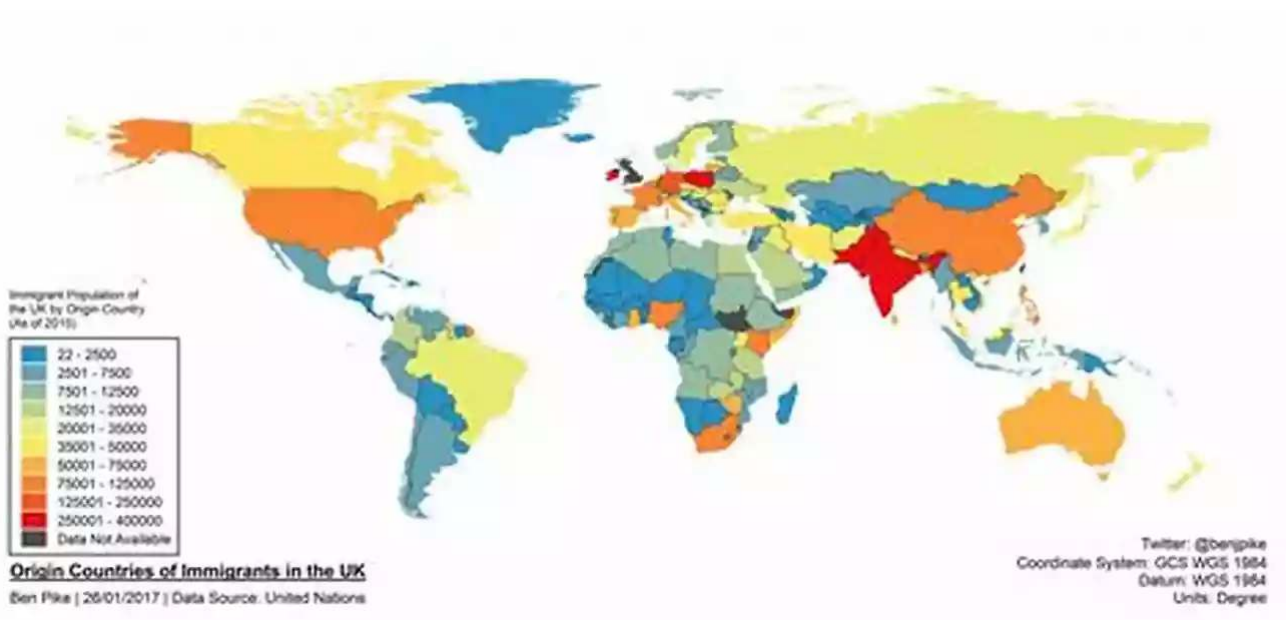 Immigrant Population of
the UK by Origin Country
(As of 2015)
22 - 2500
2501 - 7500
7501 - 12500
12501 - 20000
20001 - 35000
35001 - 50000
50001 - 75000
75001 - 125000
125001 - 250000
250001 - 400000
Data Not Available
Origin Countries of Immigrants in the UK
Ben Pike | 26/01/2017 | Data Source: United Nations
Twitter: @benjpike
Coordinate System: GCS WGS 1984
Datum: WGS 1984
Units: Degree